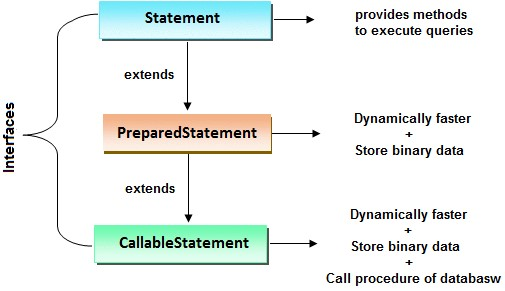 Statement
provides methods
to execute queries
extends
Interfaces
PreparedStatement
Dynamically faster
+
Store binary data
extends
CallableStatement
Dynamically faster
+
Store binary data
+
Call procedure of databasw